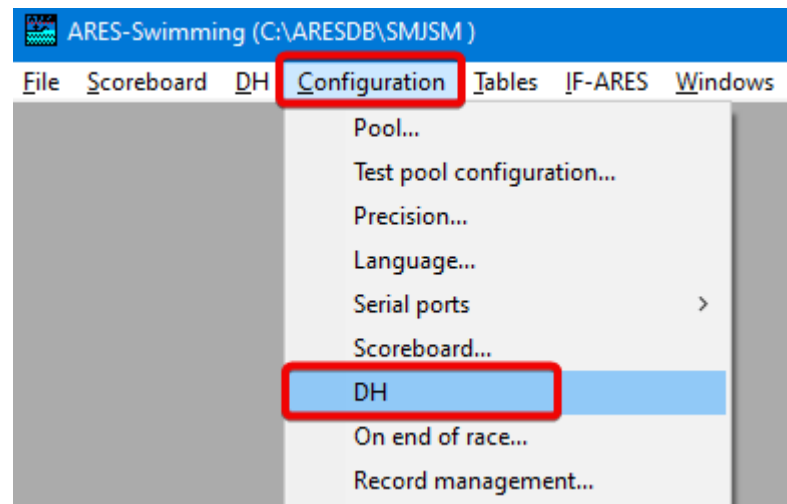 ARES-Swimming (C:\ARESDB\SMJSM )
File Scoreboard DH Configuration Tables IF-ARES Windows
Pool...
Test pool configuration...
Precision...
Language...
Serial ports >
Scoreboard...
DH
On end of race...
Record management...